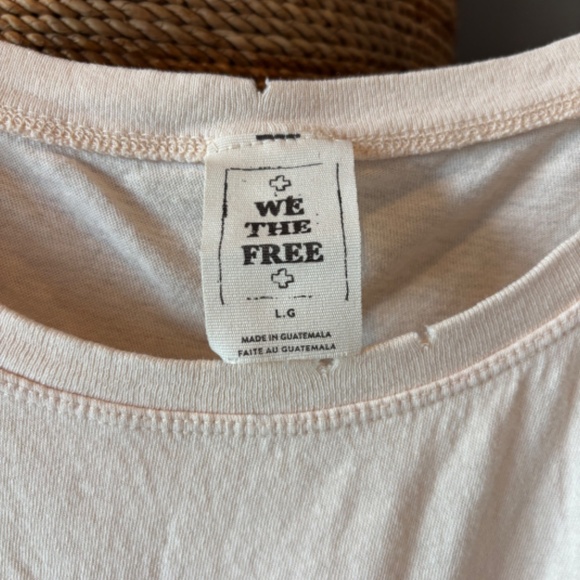 WE
THE
FREE
L.G
MADE IN GUATEMALA
FAITE AU GUATEMALA